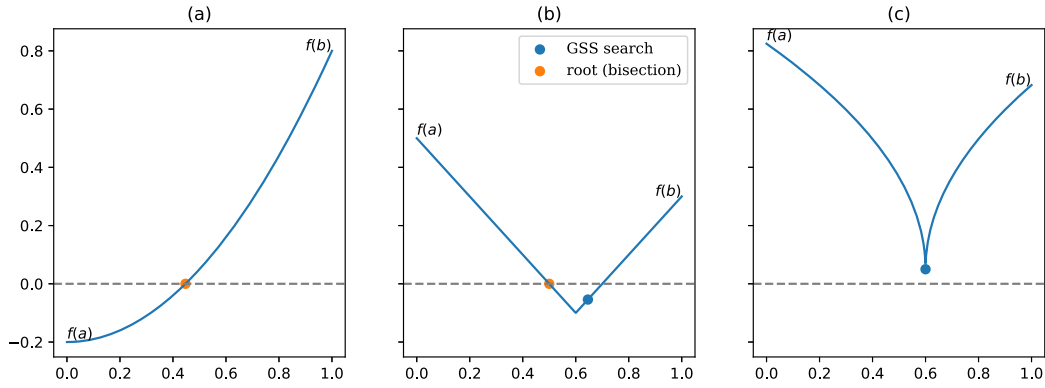 (a)
(b)
(c)
f(b)
f(a)
0.8
0.6
0.4
0.2
0.0
−0.2
0.0 0.2 0.4 0.6 0.8 1.0
GSS search
root (bisection)
f(a)
f(b)
0.0 0.2 0.4 0.6 0.8 1.0
f(a)
f(b)
0.0 0.2 0.4 0.6 0.8 1.0